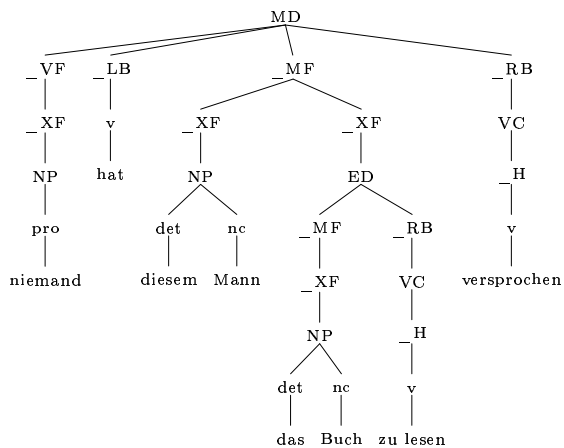 MD
_VF _LB _MF _RB
_XF v _XF _XF VC
NP hat NP ED _H
pro det nc _MF _RB v
niemand diesem Mann _XF VC versprochen
NP _H
det nc v
das Buch zu lesen